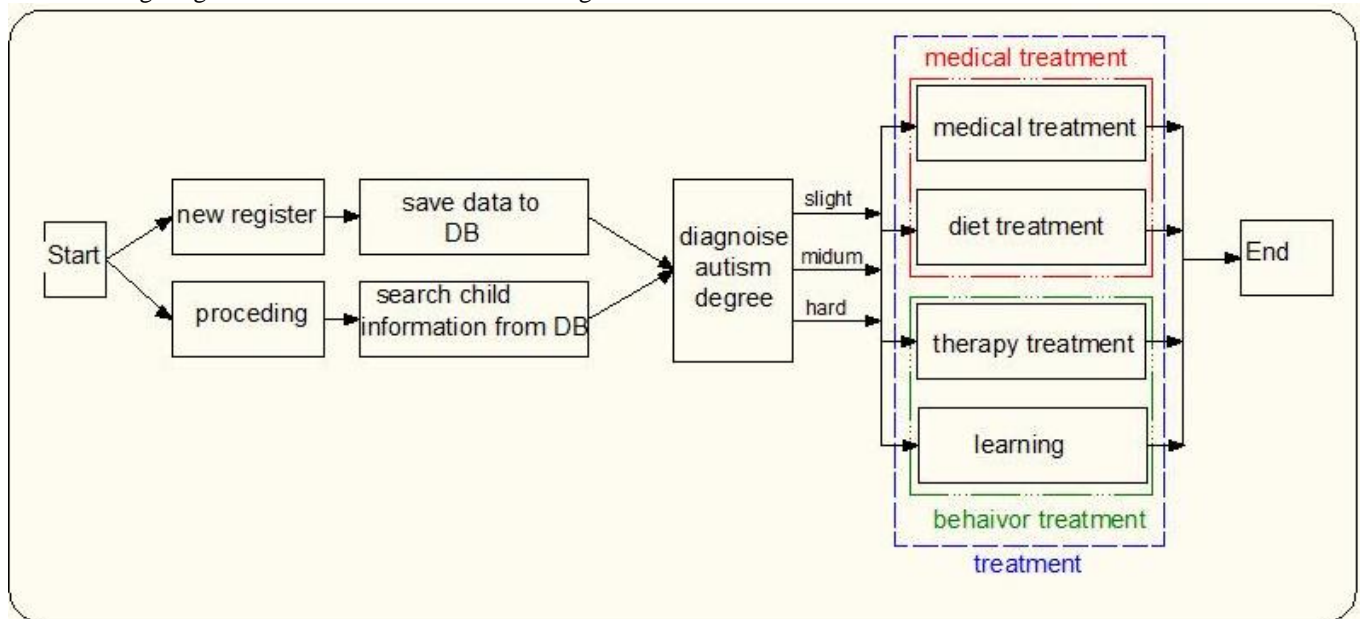 medical treatment
medical treatment
diet treatment
new register
save data to
DB
Start
proceding
search child
information from DB
diagnoise
autism
degree
slight
midum
hard
therapy treatment
learning
behaivor treatment
treatment
End